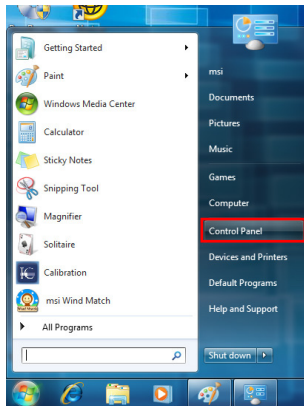 Getting Started
Paint
Windows Media Center
Calculator
Sticky Notes
Snipping Tool
Magnifier
Solitaire
Calibration
msi Wind Match
All Programs
msi
Documents
Pictures
Music
Games
Computer
Control Panel
Devices and Printers
Default Programs
Help and Support
Shut down